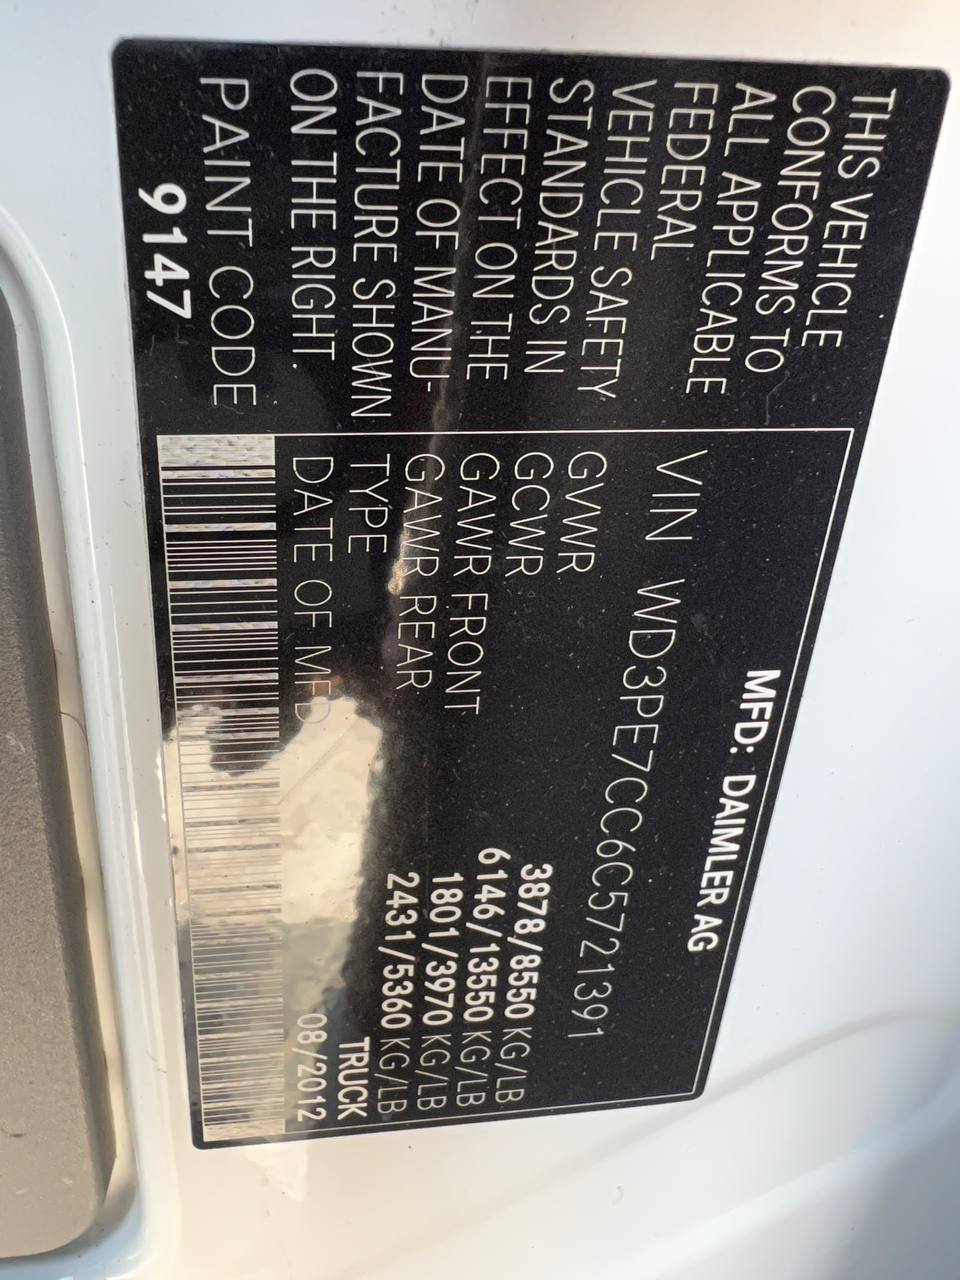 THIS VEHICLE
CONFORMS TO
ALL APPLICABLE
FEDERAL
VEHICLE SAFETY
STANDARDS IN
EFFECT ON THE
DATE OF MANU-
FACTURE SHOWN
ON THE RIGHT.
PAINT CODE
9147
MFD: DAIMLER AG
VIN WD3PE7CC6C5721391
GVWR 3878/8550 KG/LB
GCWR 6146/13550 KG/LB
GAWR FRONT 1801/3970 KG/LB
GAWR REAR 2431/5360 KG/LB
TYPE TRUCK
DATE OF MFD 08/2012